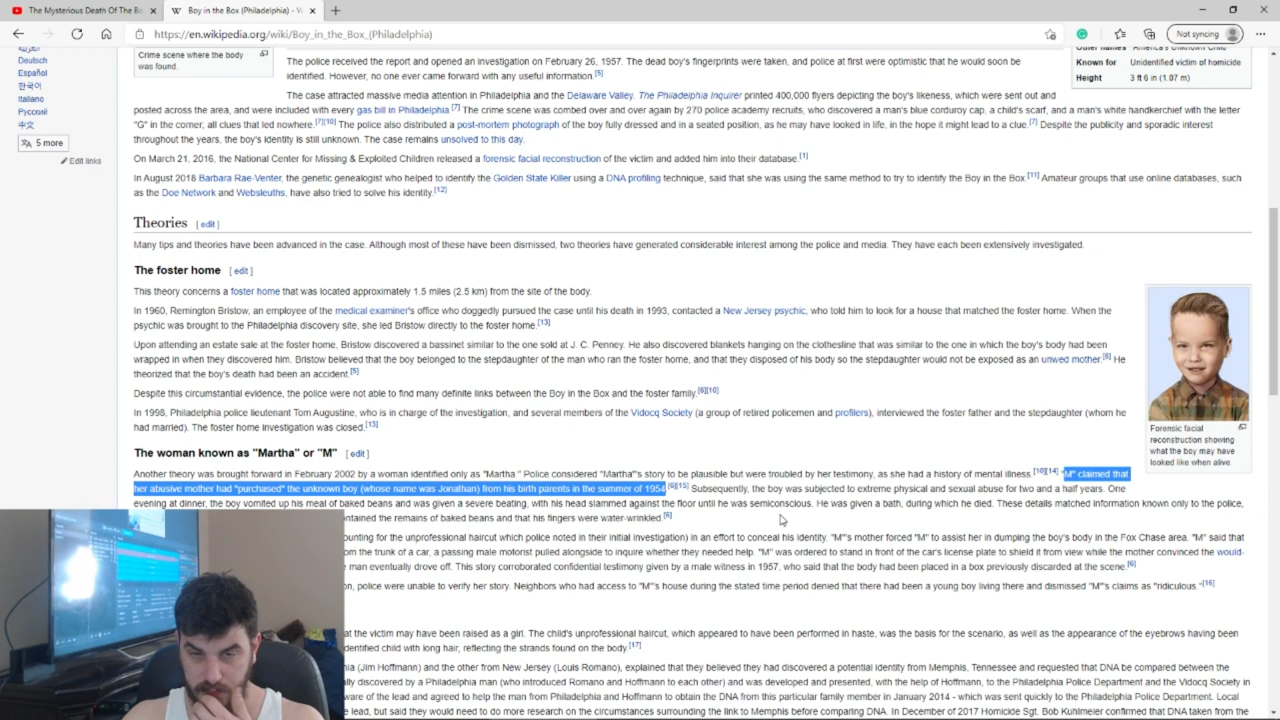 The Mysterious Death Of The Bo
Boy in the Box (Philadelphia) - W
https://en.wikipedia.org/wiki/Boy_in_the_Box_(Philadelphia)
Not syncing
Deutsch
Español
한국어
Italiano
Русский
中文
5 more
Edit links
Crime scene where the body
was found.
Known for Unidentified victim of homicide
Height 3 ft 6 in (1.07 m)
The police received the report and opened an investigation on February 26, 1957. The dead boy's fingerprints were taken, and police at first were optimistic that he would soon be
identified. However, no one ever came forward with any useful information.[5]
The case attracted massive media attention in Philadelphia and the Delaware Valley. The Philadelphia Inquirer printed 400,000 flyers depicting the boy's likeness, which were sent out and
posted across the area, and were included with every gas bill in Philadelphia.[7] The crime scene was combed over and over again by 270 police academy recruits, who discovered a man's blue corduroy cap, a child's scarf, and a man's white handkerchief with the letter
"G" in the corner; all clues that led nowhere.[7][10] The police also distributed a post-mortem photograph of the boy fully dressed and in a seated position, as he may have looked in life, in the hope it might lead to a clue.[7] Despite the publicity and sporadic interest
throughout the years, the boy's identity is still unknown. The case remains unsolved to this day.
On March 21, 2016, the National Center for Missing & Exploited Children released a forensic facial reconstruction of the victim and added him into their database.[1]
In August 2018 Barbara Rae-Venter, the genetic genealogist who helped to identify the Golden State Killer using a DNA profiling technique, said that she was using the same method to try to identify the Boy in the Box.[11] Amateur groups that use online databases, such
as the Doe Network and Websleuths, have also tried to solve his identity.[12]
Theories [ edit ]
Many tips and theories have been advanced in the case. Although most of these have been dismissed, two theories have generated considerable interest among the police and media. They have each been extensively investigated.
The foster home [ edit ]
This theory concerns a foster home that was located approximately 1.5 miles (2.5 km) from the site of the body.
In 1960, Remington Bristow, an employee of the medical examiner's office who doggedly pursued the case until his death in 1993, contacted a New Jersey psychic, who told him to look for a house that matched the foster home. When the
psychic was brought to the Philadelphia discovery site, she led Bristow directly to the foster home.[13]
Upon attending an estate sale at the foster home, Bristow discovered a bassinet similar to the one sold at J. C. Penney. He also discovered blankets hanging on the clothesline that was similar to the one in which the boy's body had been
wrapped in when they discovered him. Bristow believed that the boy belonged to the stepdaughter of the man who ran the foster home, and that they disposed of his body so the stepdaughter would not be exposed as an unwed mother.[5] He
theorized that the boy's death had been an accident.[5]
Despite this circumstantial evidence, the police were not able to find many definite links between the Boy in the Box and the foster family.[6][10]
In 1998, Philadelphia police lieutenant Tom Augustine, who is in charge of the investigation, and several members of the Vidocq Society (a group of retired policemen and profilers), interviewed the foster father and the stepdaughter (whom he
had married). The foster home investigation was closed.[13]
Forensic facial
reconstruction showing
what the boy may have
looked like when alive.
The woman known as "Martha" or "M" [ edit ]
Another theory was brought forward in February 2002 by a woman identified only as "Martha." Police considered "Martha"'s story to be plausible but were troubled by her testimony, as she had a history of mental illness.[10][14] "M" claimed that
her abusive mother had "purchased" the unknown boy (whose name was Jonathan) from his birth parents in the summer of 1954.[6][15] Subsequently, the boy was subjected to extreme physical and sexual abuse for two and a half years. One
evening at dinner, the boy vomited up his meal of baked beans and was given a severe beating, with his head slammed against the floor until he was semiconscious. He was given a bath, during which he died. These details matched information known only to the police,
ntained the remains of baked beans and that his fingers were water-wrinkled.[6]
ounting for the unprofessional haircut which police noted in their initial investigation) in an effort to conceal his identity. "M"'s mother forced "M" to assist her in dumping the boy's body in the Fox Chase area. "M" said that
om the trunk of a car, a passing male motorist pulled alongside to inquire whether they needed help. "M" was ordered to stand in front of the car's license plate to shield it from view while the mother convinced the would-
man eventually drove off. This story corroborated confidential testimony given by a male witness in 1957, who said that the body had been placed in a box previously discarded at the scene.[6]
on, police were unable to verify her story. Neighbors who had access to "M"'s house during the stated time period denied that there had been a young boy living there and dismissed "M"'s claims as "ridiculous."[16]
at the victim may have been raised as a girl. The child's unprofessional haircut, which appeared to have been performed in haste, was the basis for the scenario, as well as the appearance of the eyebrows having been
dentified child with long hair, reflecting the strands found on the body.[17]
hia (Jim Hoffmann) and the other from New Jersey (Louis Romano), explained that they believed they had discovered a potential identity from Memphis, Tennessee and requested that DNA be compared between the
ally discovered by a Philadelphia man (who introduced Romano and Hoffmann to each other) and was developed and presented, with the help of Hoffmann, to the Philadelphia Police Department and the Vidocq Society in
ware of the lead and agreed to help the man from Philadelphia and Hoffmann to obtain the DNA from this particular family member in January 2014 - which was sent quickly to the Philadelphia Police Department. Local
lead, but said they would need to do more research on the circumstances surrounding the link to Memphis before comparing DNA. In December of 2017 Homicide Sgt. Bob Kuhlmeier confirmed that DNA taken from the